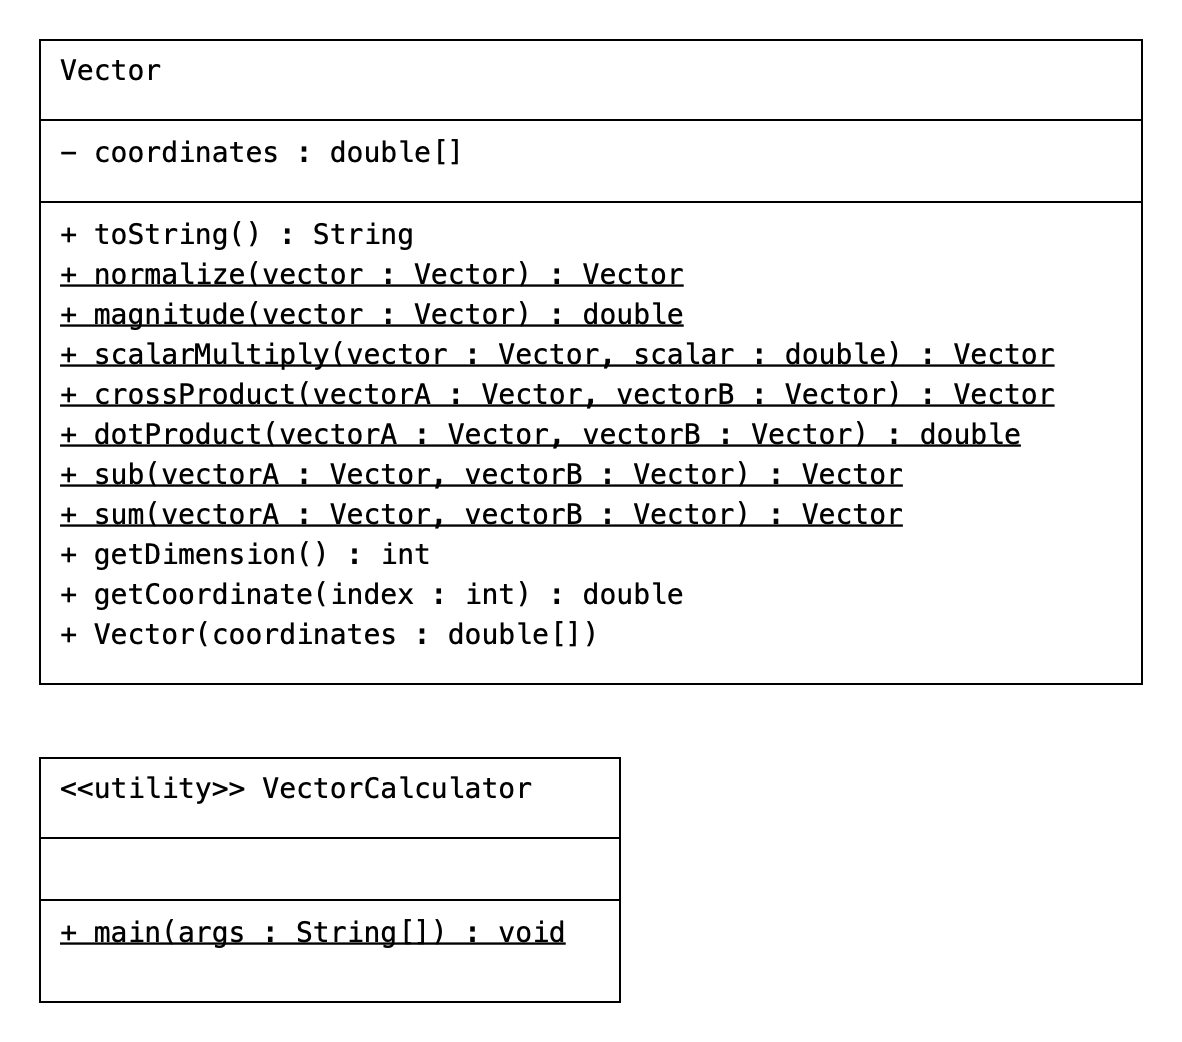 Vector
- coordinates : double[]
+ toString() : String
+ normalize(vector : Vector) : Vector
+ magnitude(vector : Vector) : double
+ scalarMultiply(vector : Vector, scalar : double) : Vector
+ crossProduct(vectorA : Vector, vectorB : Vector) : Vector
+ dotProduct(vectorA : Vector, vectorB : Vector) : double
+ sub(vectorA : Vector, vectorB : Vector) : Vector
+ sum(vectorA : Vector, vectorB : Vector) : Vector
+ getDimension() : int
+ getCoordinate(index : int) : double
+ Vector(coordinates : double[])
<<utility>> VectorCalculator
+ main(args : String[]) : void